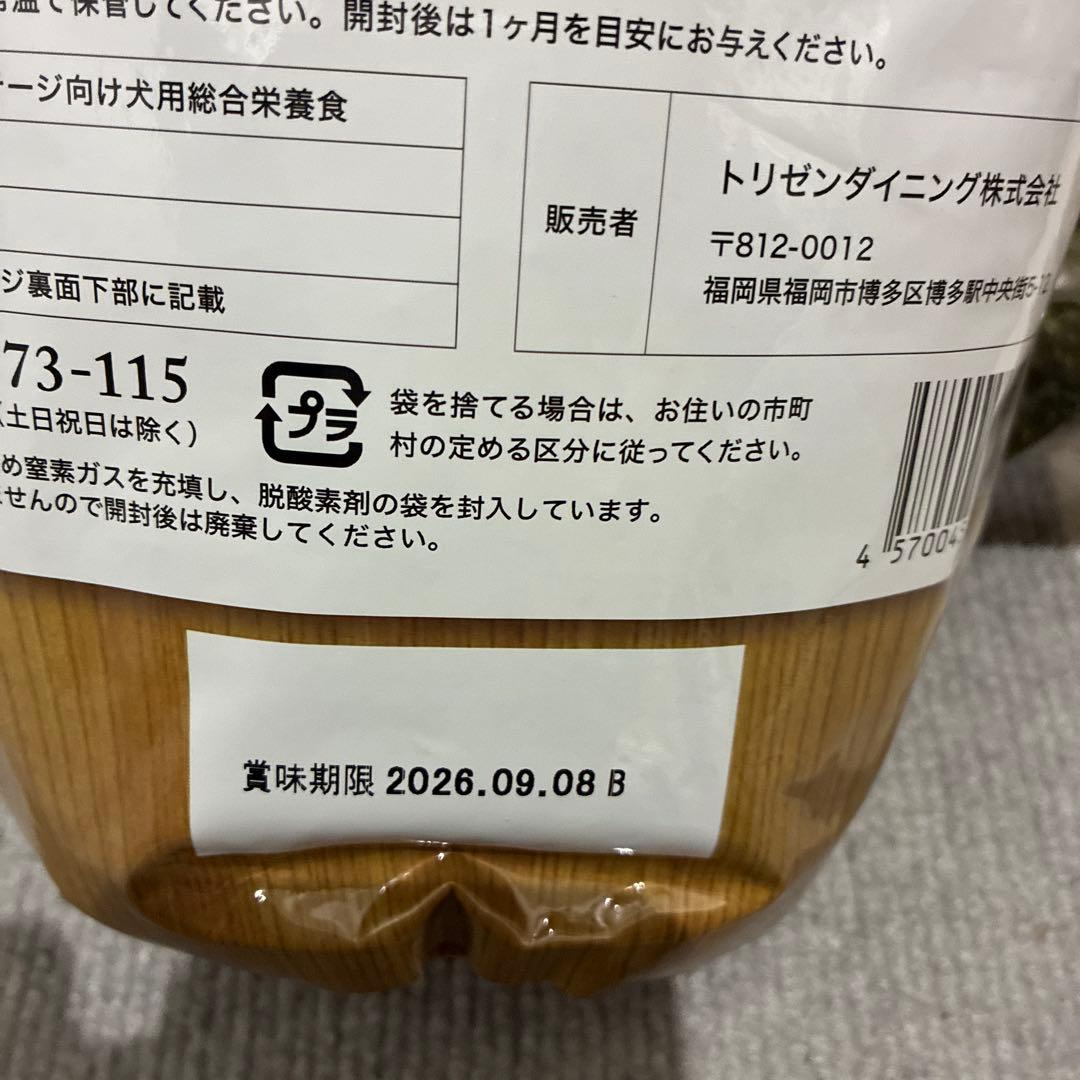 常温で保管してください。開封後は1ヶ月を目安にお与えください。
ージ向け犬用総合栄養食
ジ裏面下部に記載
販売者
トリゼンダイニング株式会社
〒812-0012
福岡県福岡市博多区博多駅中央街5-1
73-115
(土日祝日は除く)
プラ
袋を捨てる場合は、お住いの市町
村の定める区分に従ってください。
め窒素ガスを充填し、脱酸素剤の袋を封入しています。
せんので開封後は廃棄してください。
4 570045
賞味期限 2026.09.08 B